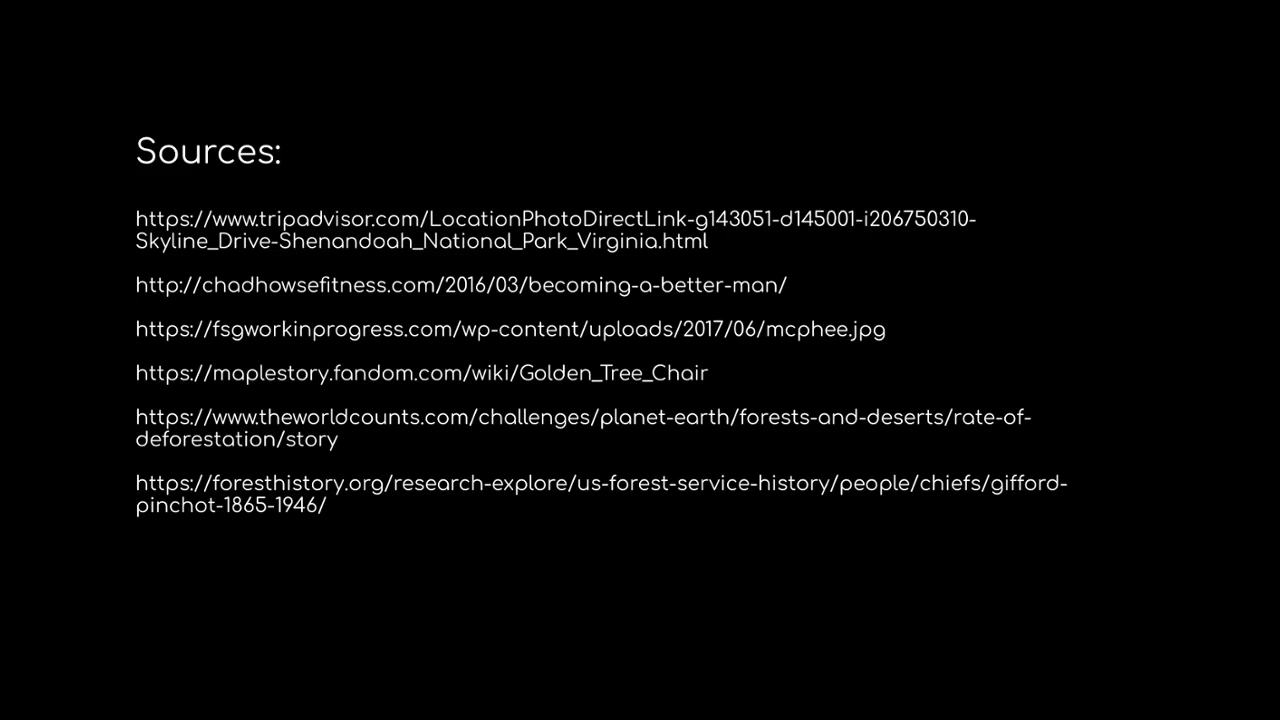 Sources:
https://www.tripadvisor.com/LocationPhotoDirectLink-g143051-d145001-i206750310-
Skyline_Drive-Shenandoah_National_Park_Virginia.html
http://chadhowsefitness.com/2016/03/becoming-a-better-man/
https://fsgworkinprogress.com/wp-content/uploads/2017/06/mcphee.jpg
https://maplestory.fandom.com/wiki/Golden_Tree_Chair
https://www.theworldcounts.com/challenges/planet-earth/forests-and-deserts/rate-of-
deforestation/story
https://foresthistory.org/research-explore/us-forest-service-history/people/chiefs/gifford-
pinchot-1865-1946/